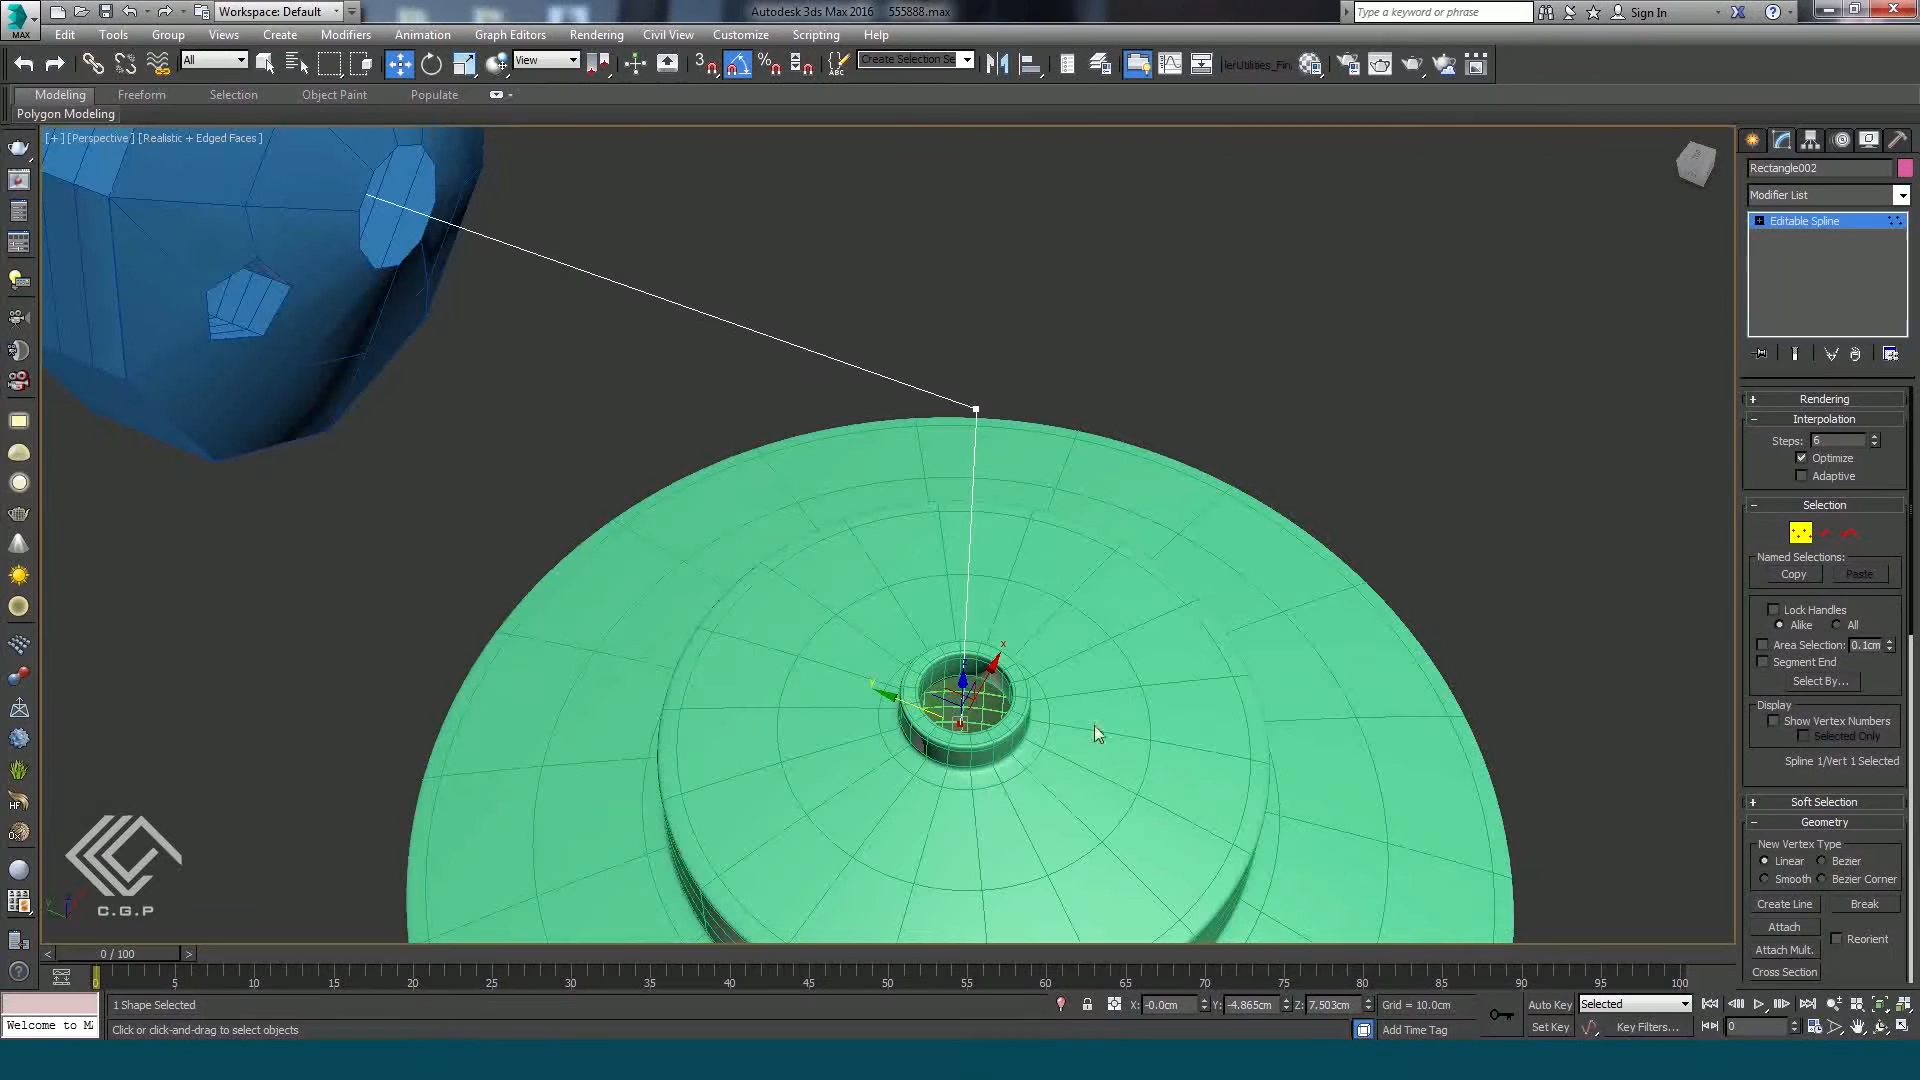 MAX
Workspace: Default
Autodesk 3ds Max 2016 555888.max
Type a keyword or phrase
Sign In
Edit Tools Group Views Create Modifiers Animation Graph Editors Rendering Civil View Customize Scripting Help
All
View
3
%
ABC
Create Selection Se
lerUtilities_Fin
Modeling Freeform Selection Object Paint Populate
Polygon Modeling
[+] [Perspective] [Realistic + Edged Faces]
Rectangle002
Modifier List
Editable Spline
Rendering
Interpolation
Steps: 6
Optimize
Adaptive
Selection
Named Selections:
Copy Paste
Lock Handles
Alike All
Area Selection: 0.1cm
Segment End
Select By...
Display
Show Vertex Numbers
Selected Only
Spline 1/Vert 1 Selected
Soft Selection
Geometry
New Vertex Type
Linear Bezier
Smooth Bezier Corner
Create Line Break
Attach
Reorient
Attach Mult.
Cross Section
x
y
HF
C.G.P
0 / 100
0 5 10 15 20 25 30 35 40 45 50 55 60 65 70 75 80 85 90 95 100
1 Shape Selected
X: -0.0cm Y: -4.865cm Z: 7.503cm Grid = 10.0cm
Auto Key Selected
Welcome to MA
Click or click-and-drag to select objects
Add Time Tag
Set Key Key Filters... 0